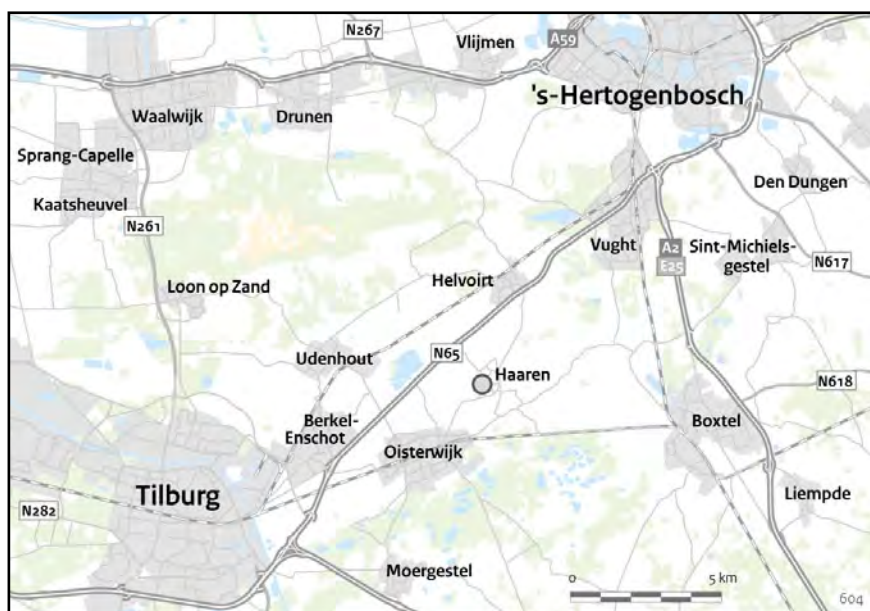 N267
Vlijmen
A59
's-Hertogenbosch
Waalwijk
Drunen
Sprang-Capelle
Kaatsheuvel
N261
Den Dungen
Vught
A2
E25
Sint-Michiels-
gestel
N617
Loon op Zand
Helvoirt
Udenhout
N65
Haaren
N618
Berkel-
Enschot
Oisterwijk
Boxtel
Tilburg
N282
Liempde
Moergestel
0
5 km
604